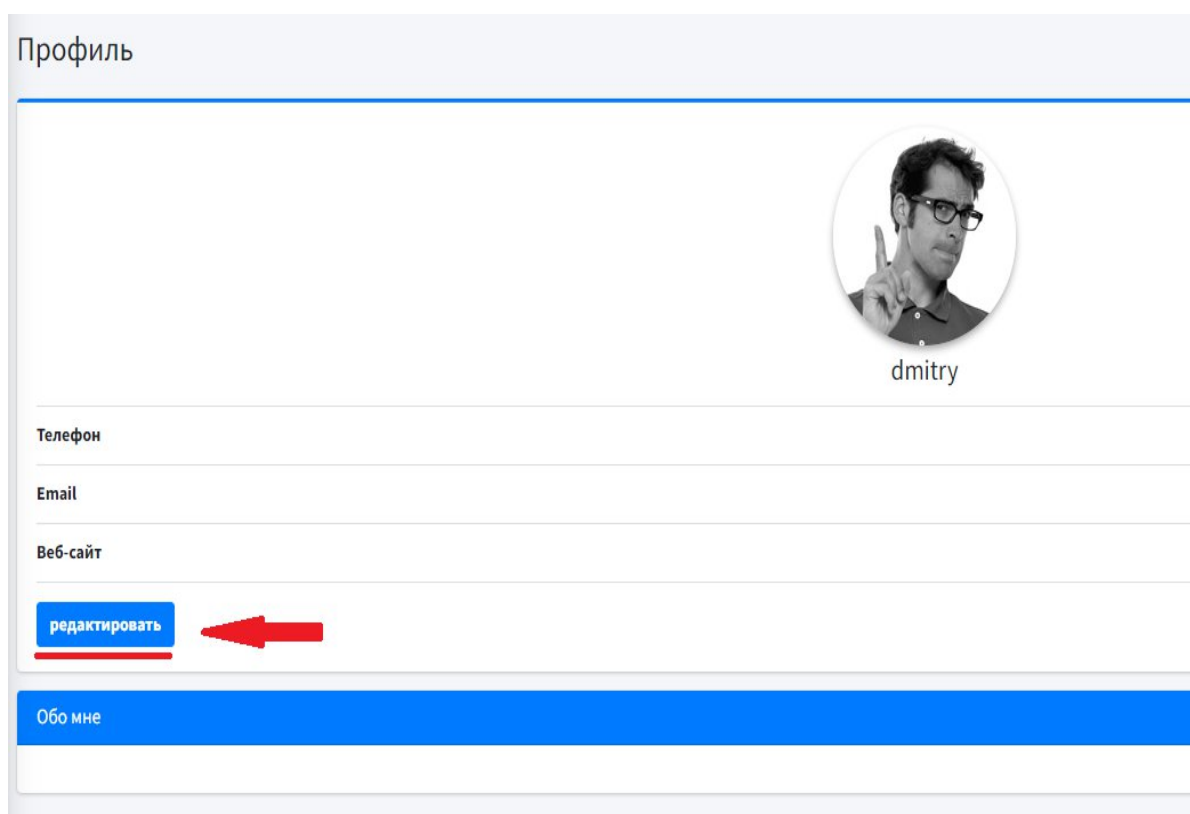 Профиль
dmitry
Телефон
Email
Веб-сайт
редактировать
Обо мне